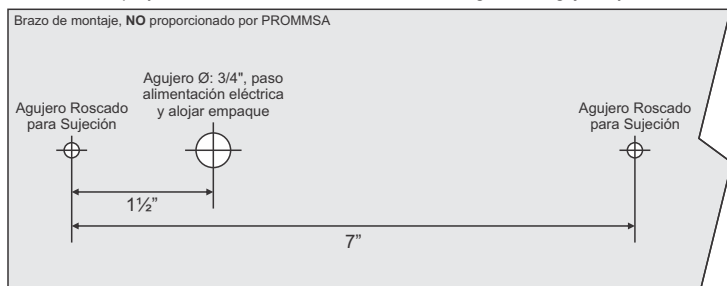 Brazo de montaje, NO proporcionado por PROMMSA
Agujero Ø: 3/4", paso
alimentación eléctrica
y alojar empaque
Agujero Roscado
para Sujeción
Agujero Roscado
para Sujeción
1½”
7”